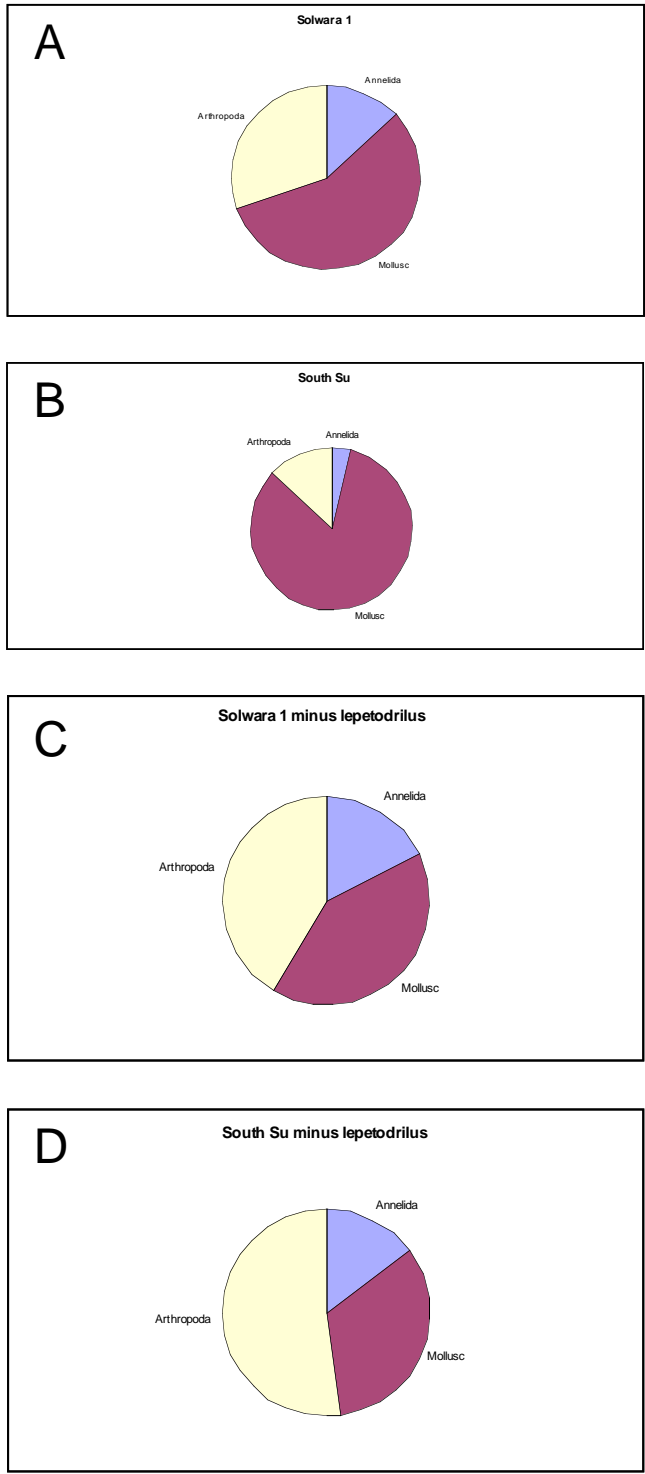 A
Solwara 1
Annelida
Arthropoda
Mollusc
B
South Su
Annelida
Arthropoda
Mollusc
C
Solwara 1 minus lepetodrilus
Annelida
Arthropoda
Mollusc
D
South Su minus lepetodrilus
Annelida
Arthropoda
Mollusc